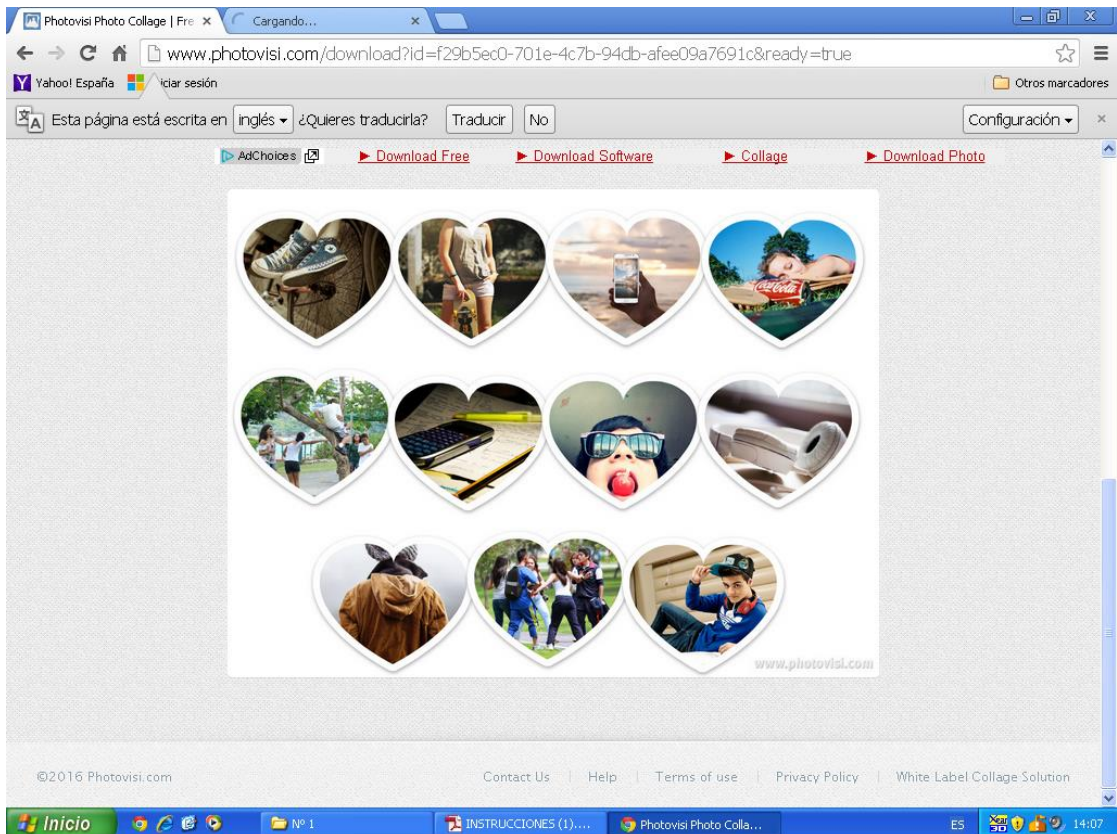 Photovisi Photo Collage | Fre
Cargando...
www.photovisi.com/download?id=f29b5ec0-701e-4c7b-94db-afee09a7691c&ready=true
Yahoo! España
iciar sesión
Otros marcadores
Esta página está escrita en inglés ¿Quieres traducirla? Traducir No Configuración
AdChoices Download Free Download Software Collage Download Photo
Coca-Cola
www.photovisi.com
©2016 Photovisi.com Contact Us | Help | Terms of use | Privacy Policy | White Label Collage Solution
Inicio Nº 1 INSTRUCCIONES (1).... Photovisi Photo Colla... ES 14:07